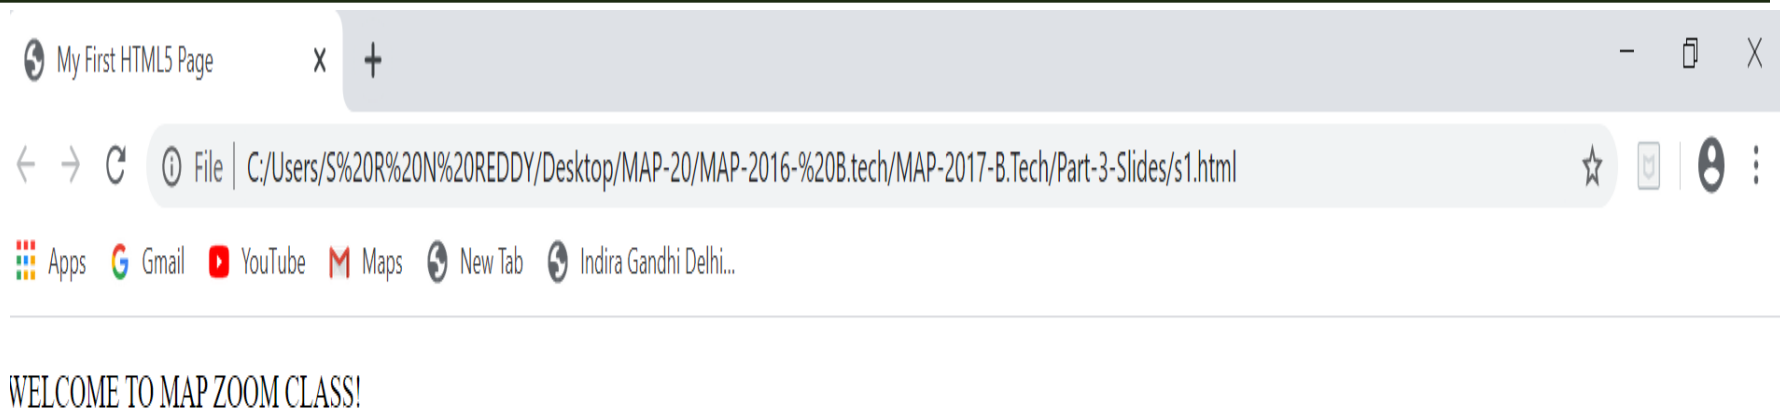 My First HTML5 Page
File C:/Users/S%20R%20N%20REDDY/Desktop/MAP-20/MAP-2016-%20B.tech/MAP-2017-B.Tech/Part-3-Slides/s1.html
Apps Gmail YouTube Maps New Tab Indira Gandhi Delhi...
WELCOME TO MAP ZOOM CLASS!